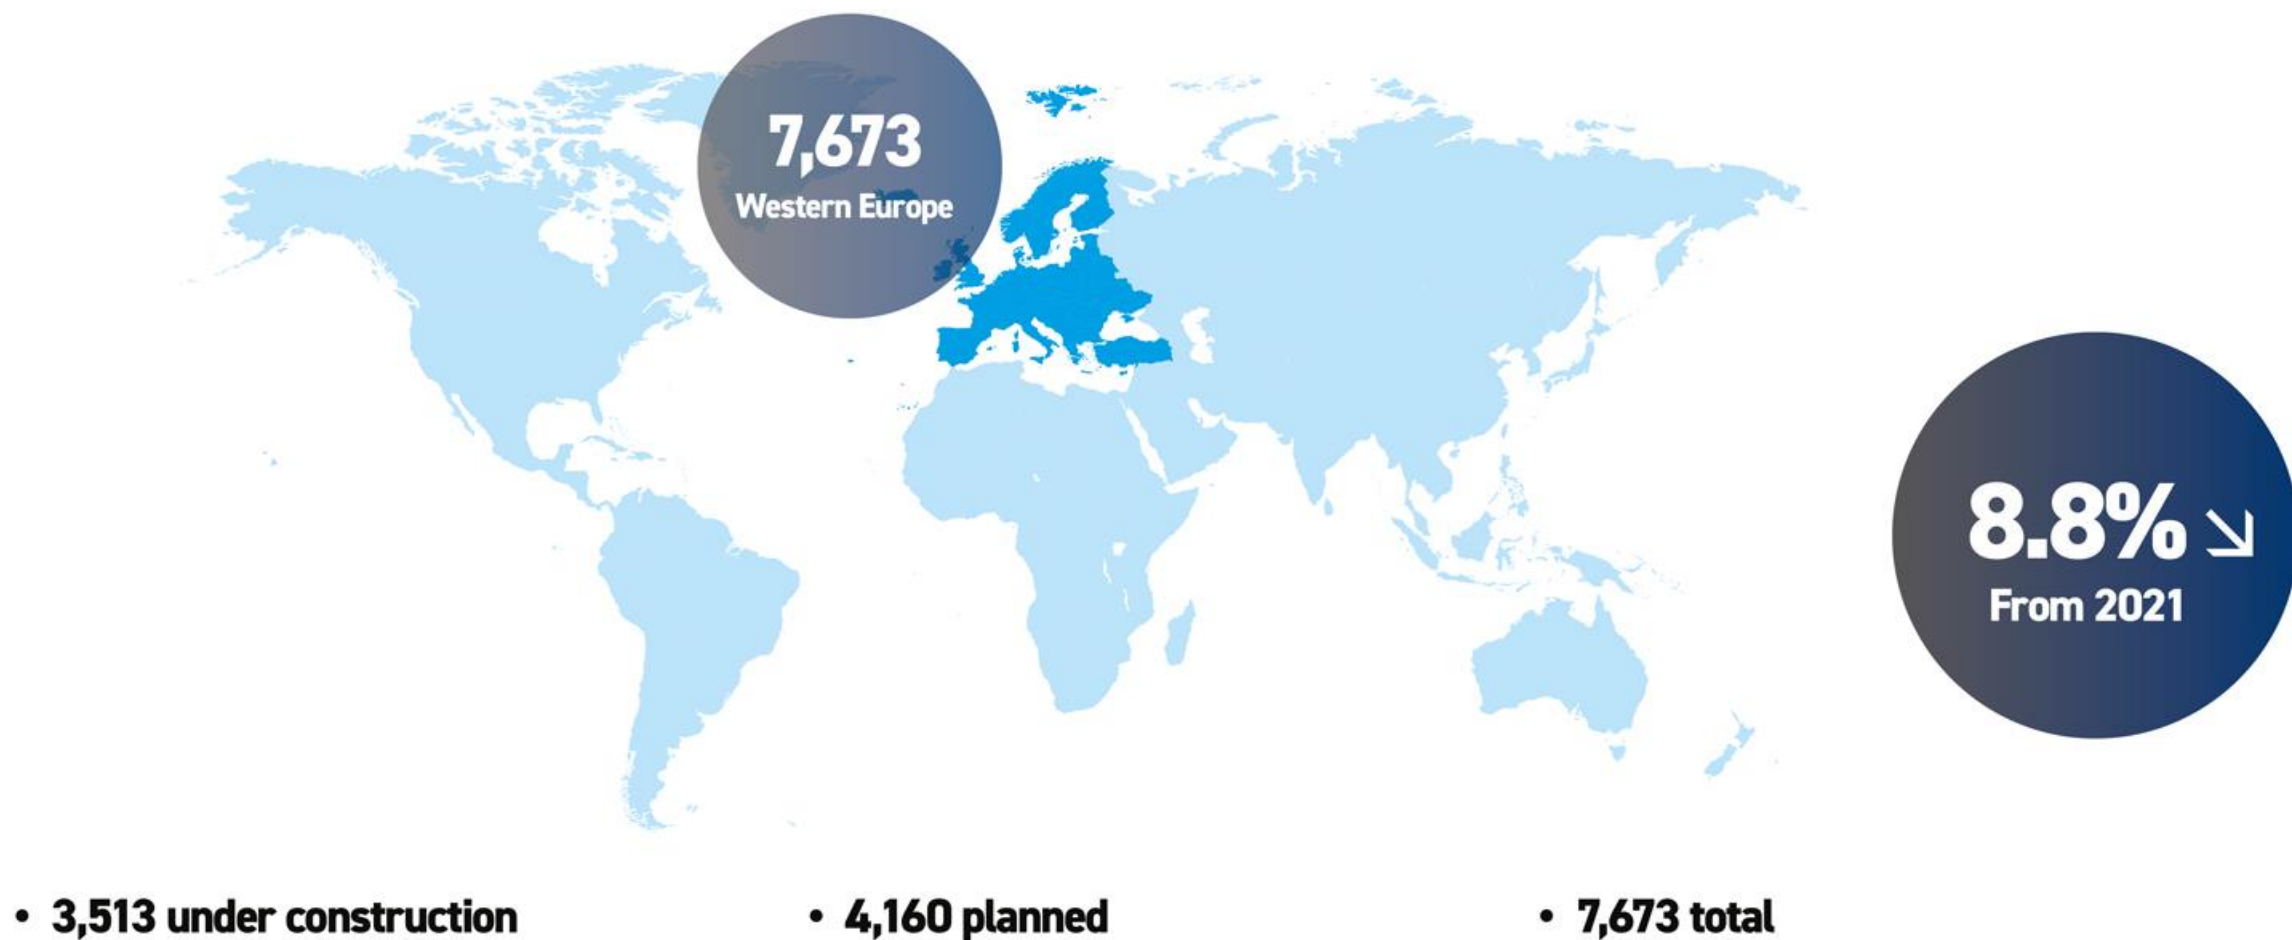 7,673
Western Europe
8.8%
From 2021
• 3,513 under construction
• 4,160 planned
• 7,673 total